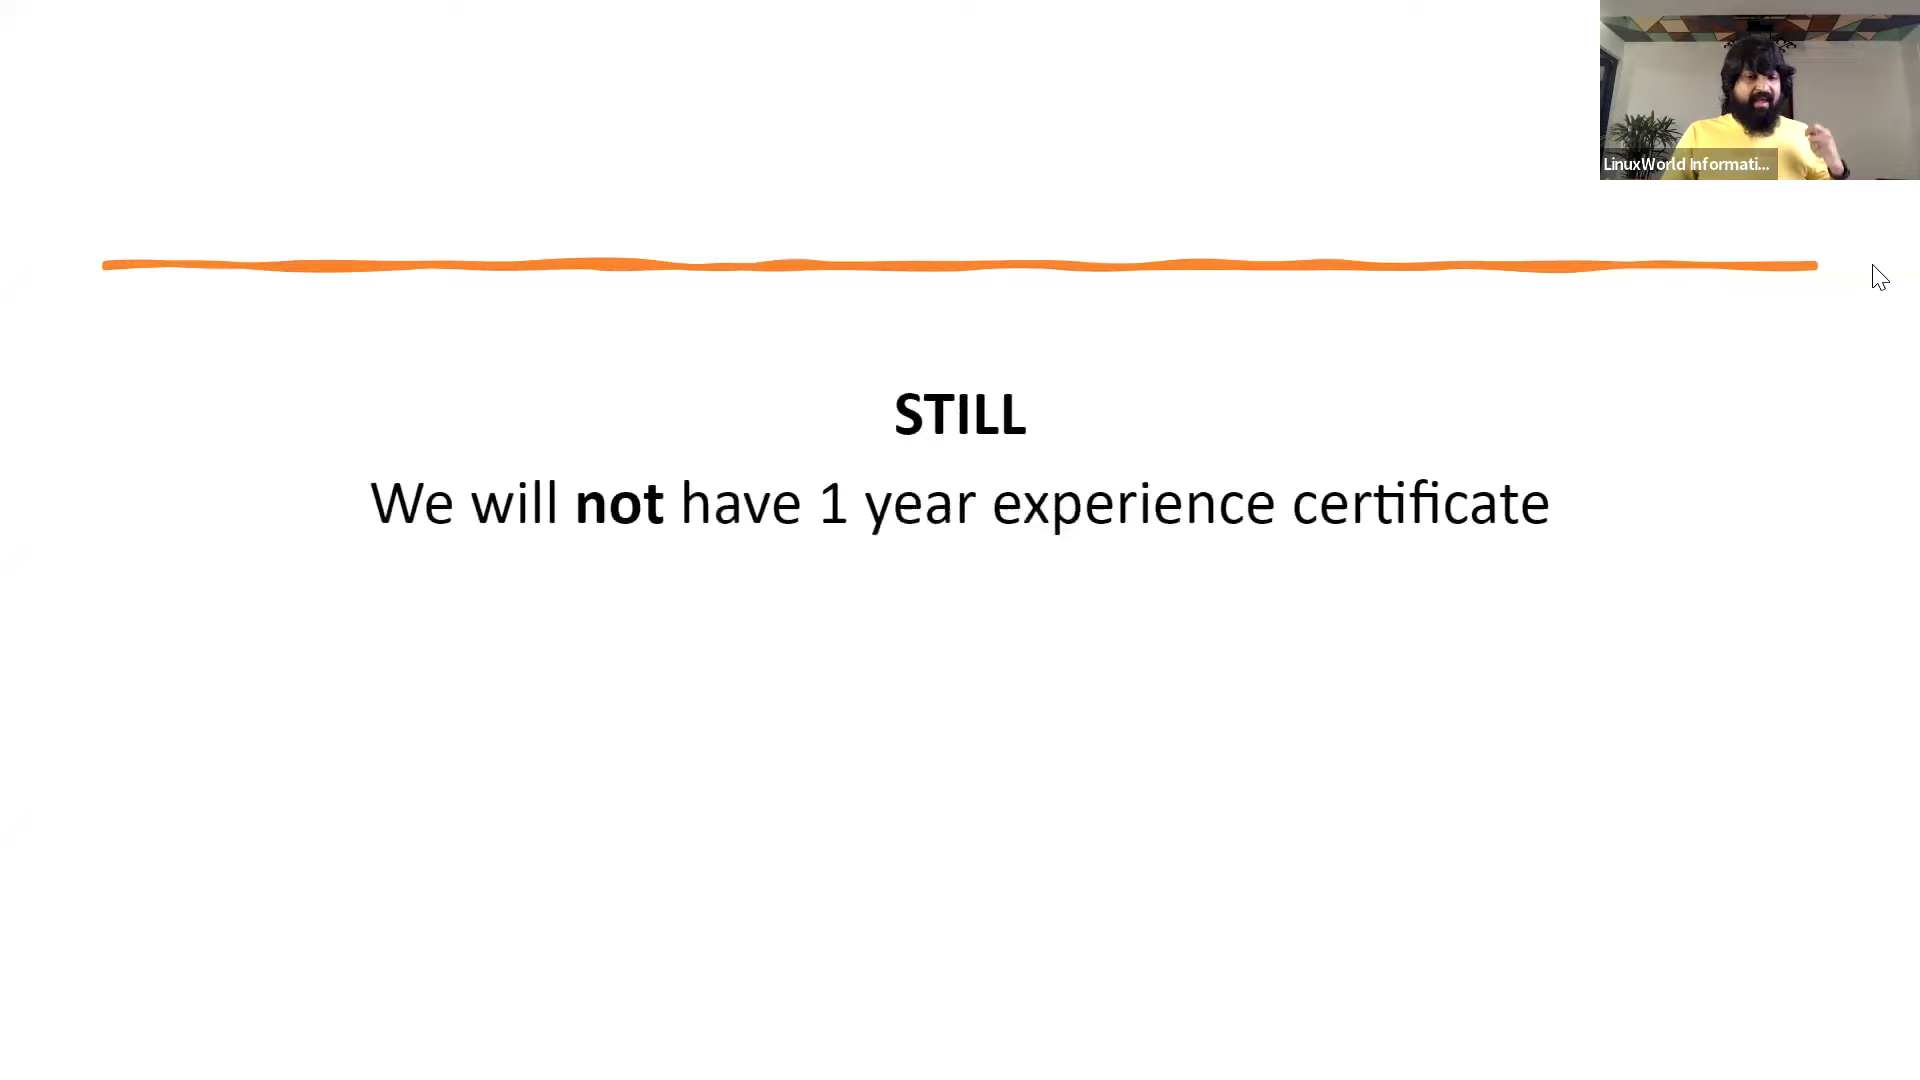 LinuxWorld Informati...
STILL
We will not have 1 year experience certificate